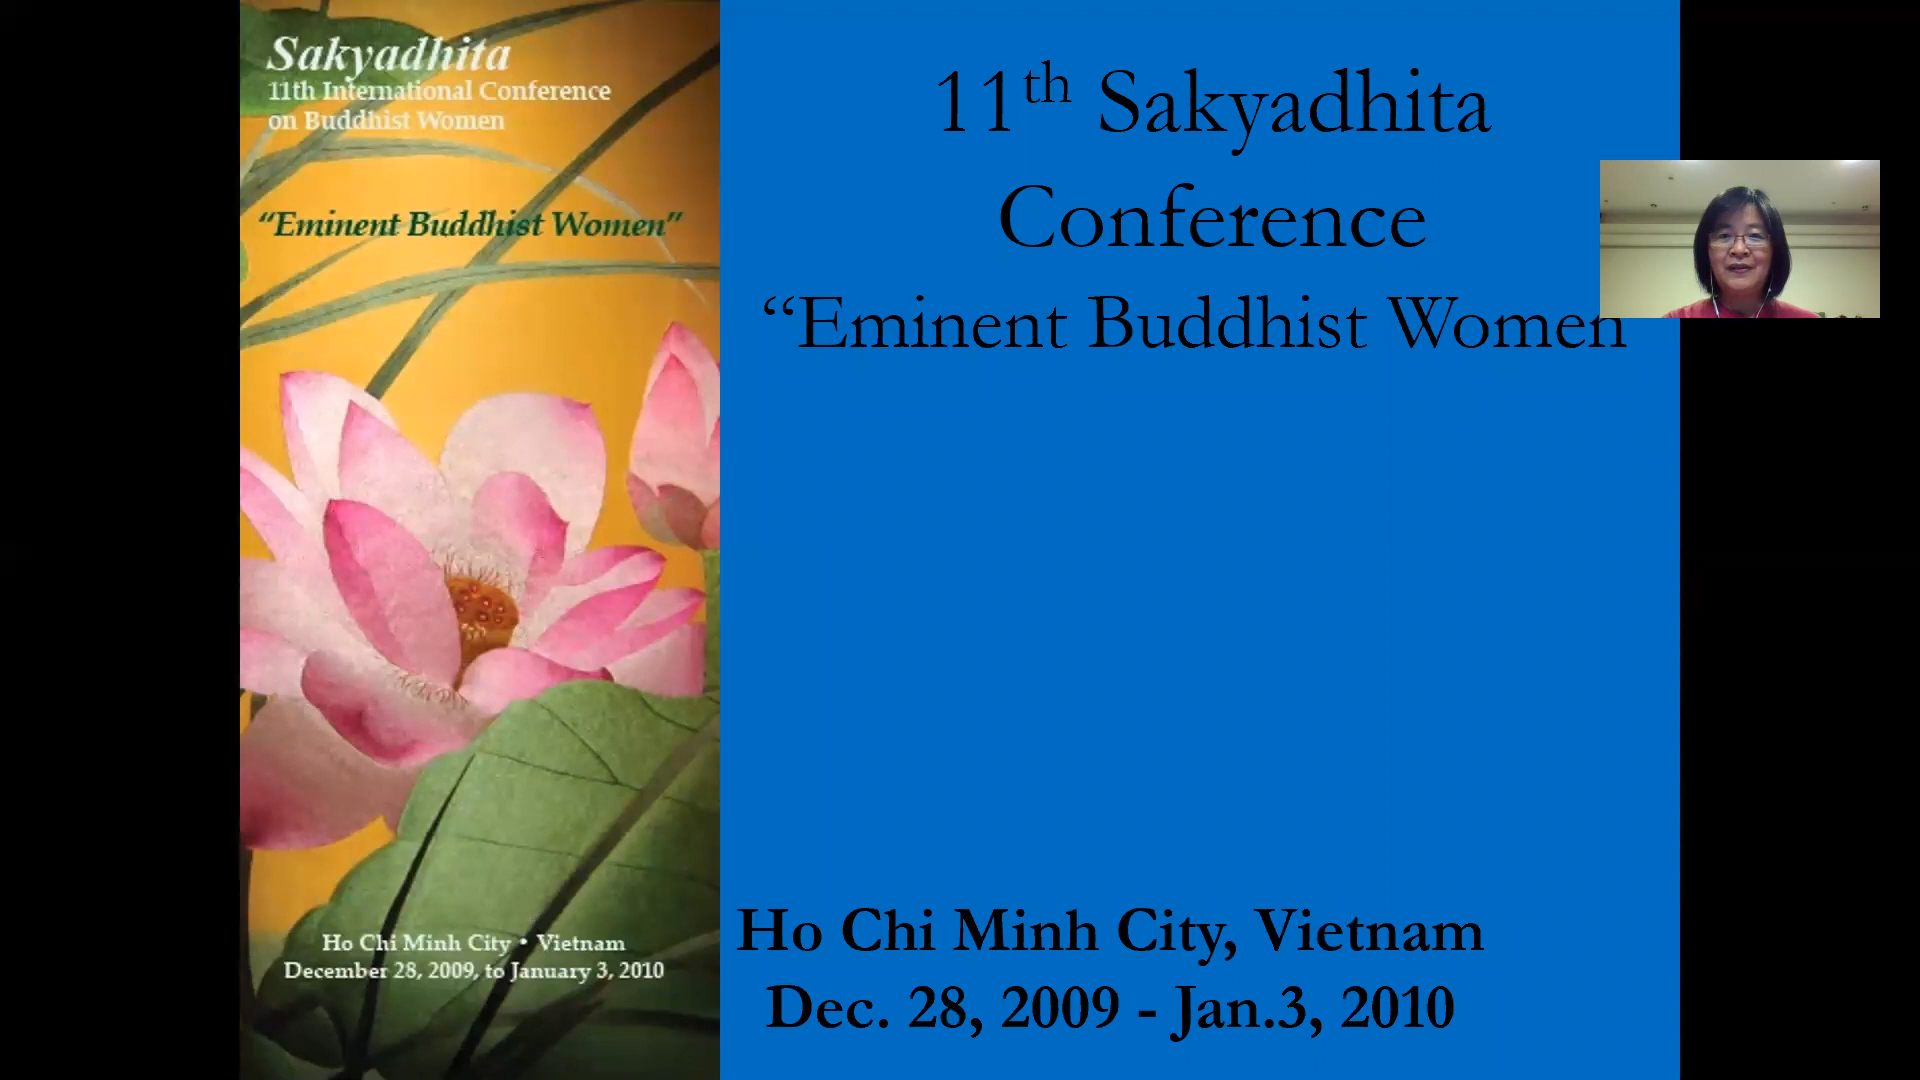 Sakyadhita
11th International Conference
on Buddhist Women
“Eminent Buddhist Women”
Ho Chi Minh City • Vietnam
December 28, 2009, to January 3, 2010
11th Sakyadhita
Conference
“Eminent Buddhist Women
Ho Chi Minh City, Vietnam
Dec. 28, 2009 - Jan.3, 2010